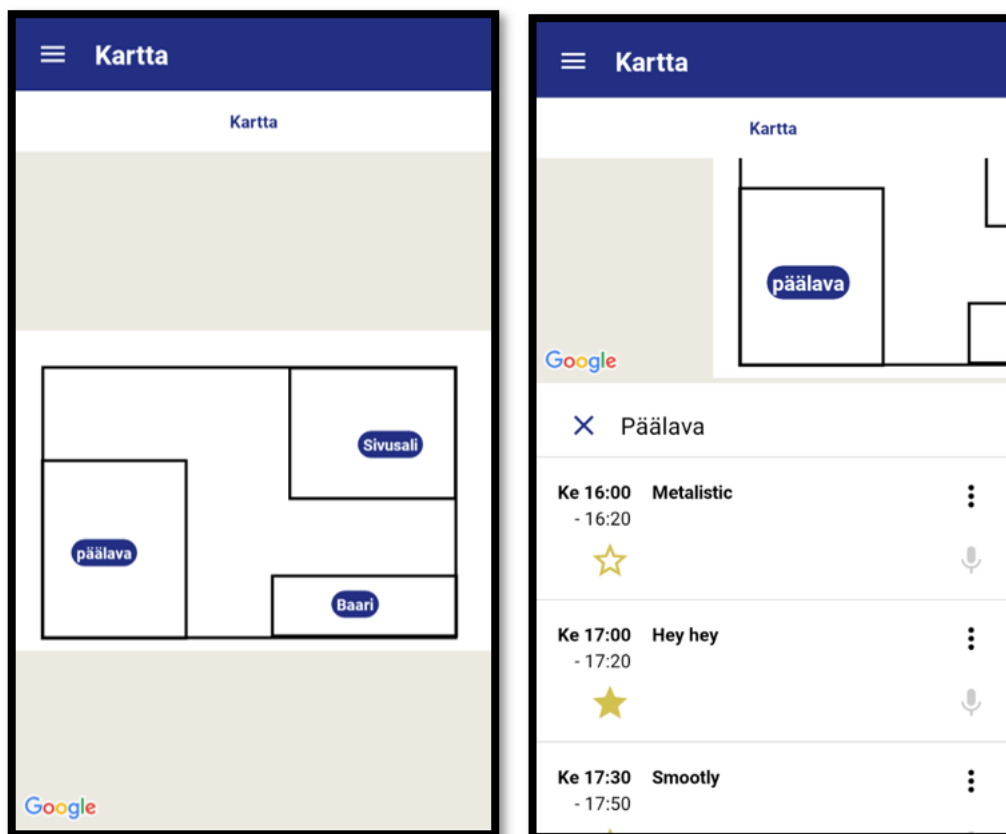 Kartta
Kartta
Sivusali
päälava
Baari
Google
Kartta
Kartta
päälava
Google
Päälava
Ke 16:00 Metalistic
- 16:20
Ke 17:00 Hey hey
- 17:20
Ke 17:30 Smootly
- 17:50